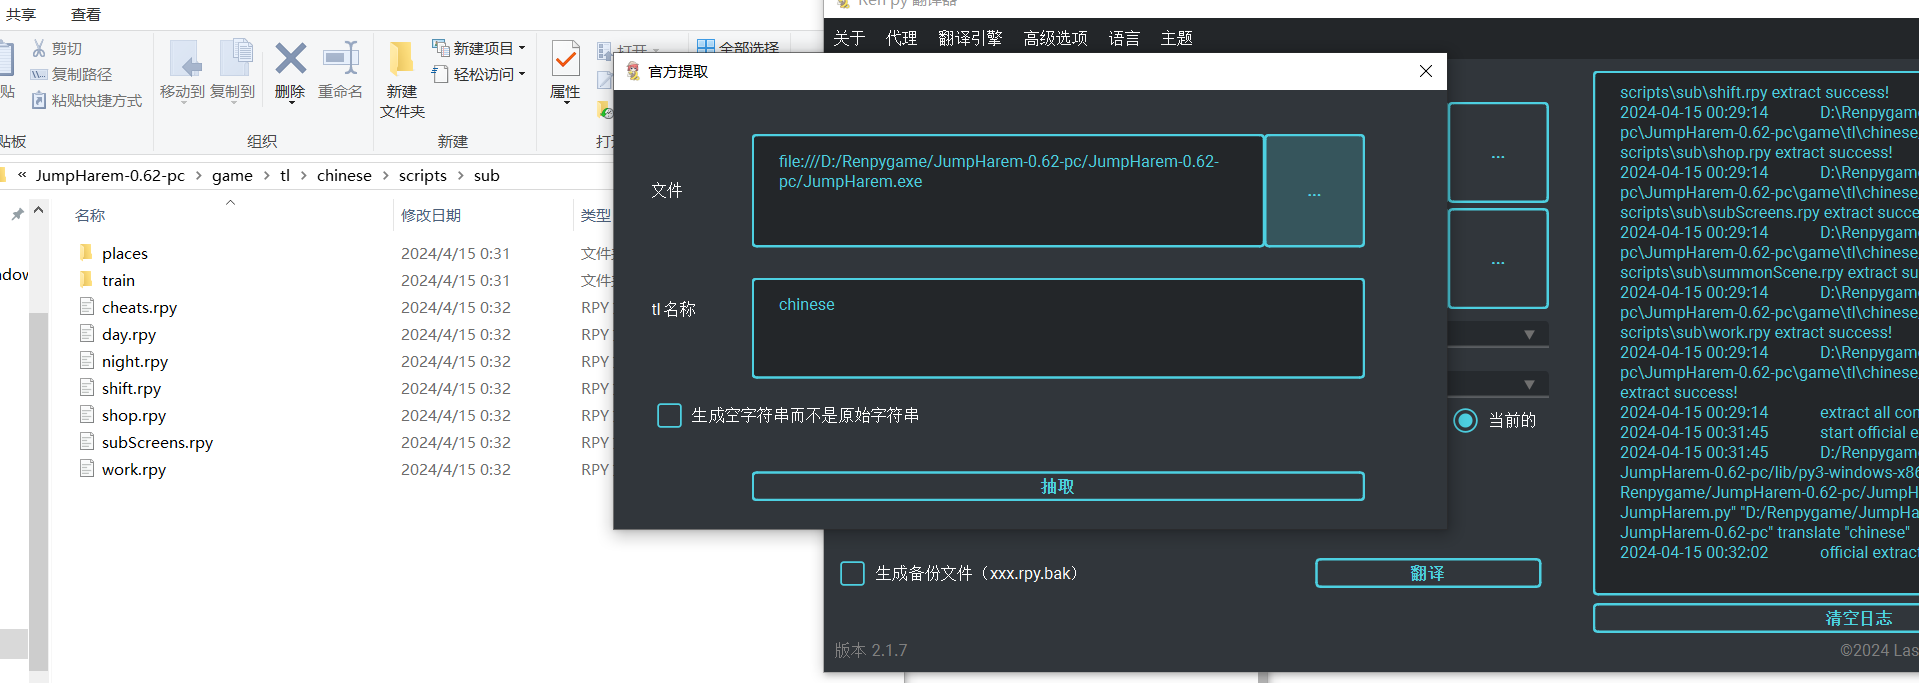 共享 查看
剪切
复制路径
粘贴快捷方式
贴
贴板
移动到 复制到 删除 重命名
组织
新建
文件夹
新建项目
轻松访问
新建
属性
打开
全部选择
« JumpHarem-0.62-pc > game > tl > chinese > scripts > sub
名称 修改日期 类型
places 2024/4/15 0:31
train 2024/4/15 0:31
cheats.rpy 2024/4/15 0:32 RPY
day.rpy 2024/4/15 0:32 RPY
night.rpy 2024/4/15 0:32 RPY
shift.rpy 2024/4/15 0:32 RPY
shop.rpy 2024/4/15 0:32 RPY
subScreens.rpy 2024/4/15 0:32 RPY
work.rpy 2024/4/15 0:32 RPY
Ren'py 翻译器
关于 代理 翻译引擎 高级选项 语言 主题
官方提取
文件
file:///D:/Renpygame/JumpHarem-0.62-pc/JumpHarem-0.62-
pc/JumpHarem.exe
...
tl 名称
chinese
生成空字符串而不是原始字符串
抽取
...
...
当前的
生成备份文件（xxx.rpy.bak）
翻译
版本 2.1.7
scripts\sub\shift.rpy extract success!
2024-04-15 00:29:14 D:\Renpygam
pc\JumpHarem-0.62-pc\game\tl\chinese
scripts\sub\shop.rpy extract success!
2024-04-15 00:29:14 D:\Renpygam
pc\JumpHarem-0.62-pc\game\tl\chinese
scripts\sub\subScreens.rpy extract succe
2024-04-15 00:29:14 D:\Renpygam
pc\JumpHarem-0.62-pc\game\tl\chinese
scripts\sub\summonScene.rpy extract su
2024-04-15 00:29:14 D:\Renpygam
pc\JumpHarem-0.62-pc\game\tl\chinese
scripts\sub\work.rpy extract success!
2024-04-15 00:29:14 D:\Renpygam
pc\JumpHarem-0.62-pc\game\tl\chinese
extract success!
2024-04-15 00:29:14 extract all con
2024-04-15 00:31:45 start official e
2024-04-15 00:31:45 D:/Renpygam
JumpHarem-0.62-pc/lib/py3-windows-x86
Renpygame/JumpHarem-0.62-pc/JumpH
JumpHarem.py" "D:/Renpygame/JumpHa
JumpHarem-0.62-pc" translate "chinese"
2024-04-15 00:32:02 official extract
清空日志
©2024 Las